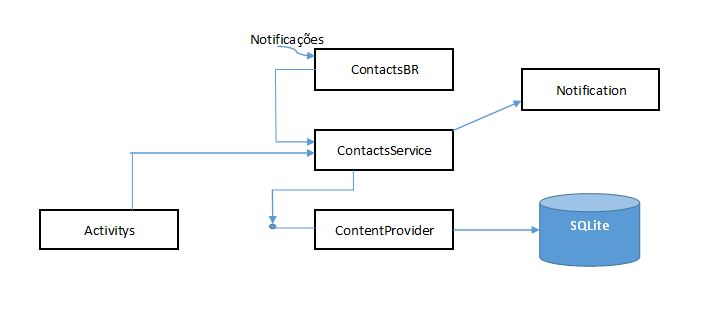 Notificações
ContactsBR
Notification
ContactsService
Activitys
ContentProvider
SQLite